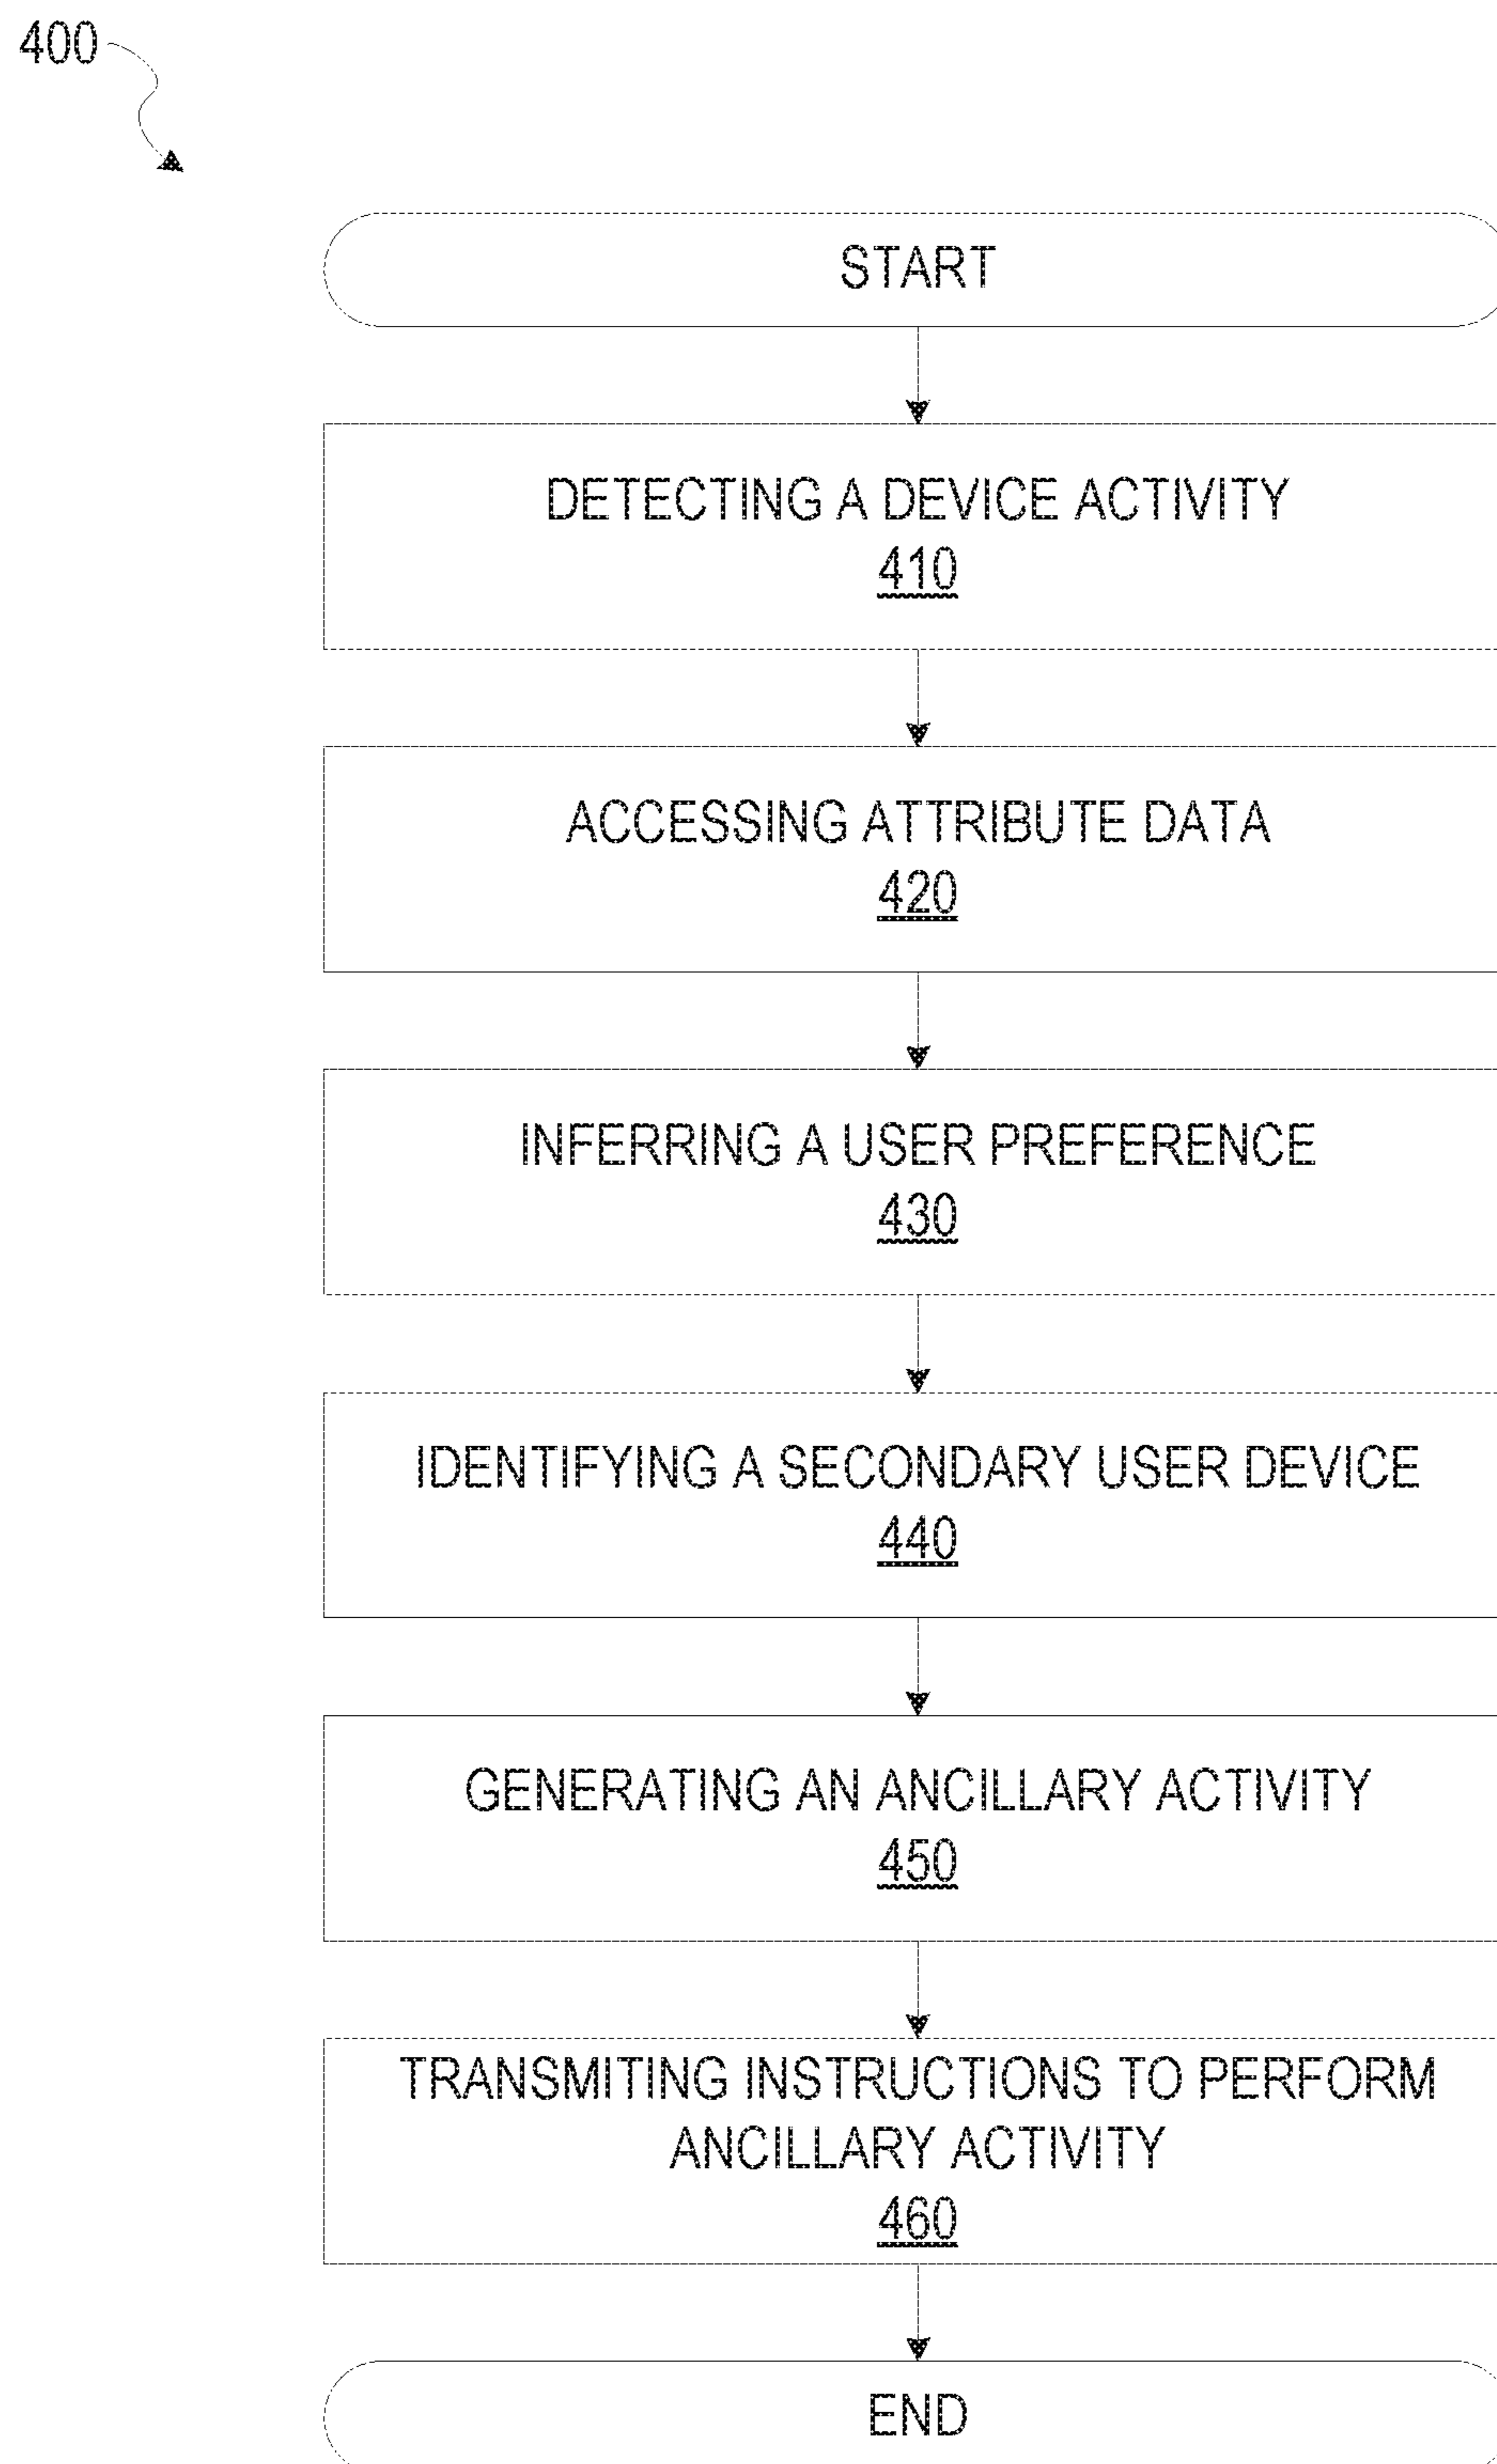 400
START
DETECTING A DEVICE ACTIVITY
410
ACCESSING ATTRIBUTE DATA
420
INFERRING A USER PREFERENCE
430
IDENTIFYING A SECONDARY USER DEVICE
440
GENERATING AN ANCILLARY ACTIVITY
450
TRANSMITING INSTRUCTIONS TO PERFORM
ANCILLARY ACTIVITY
460
END